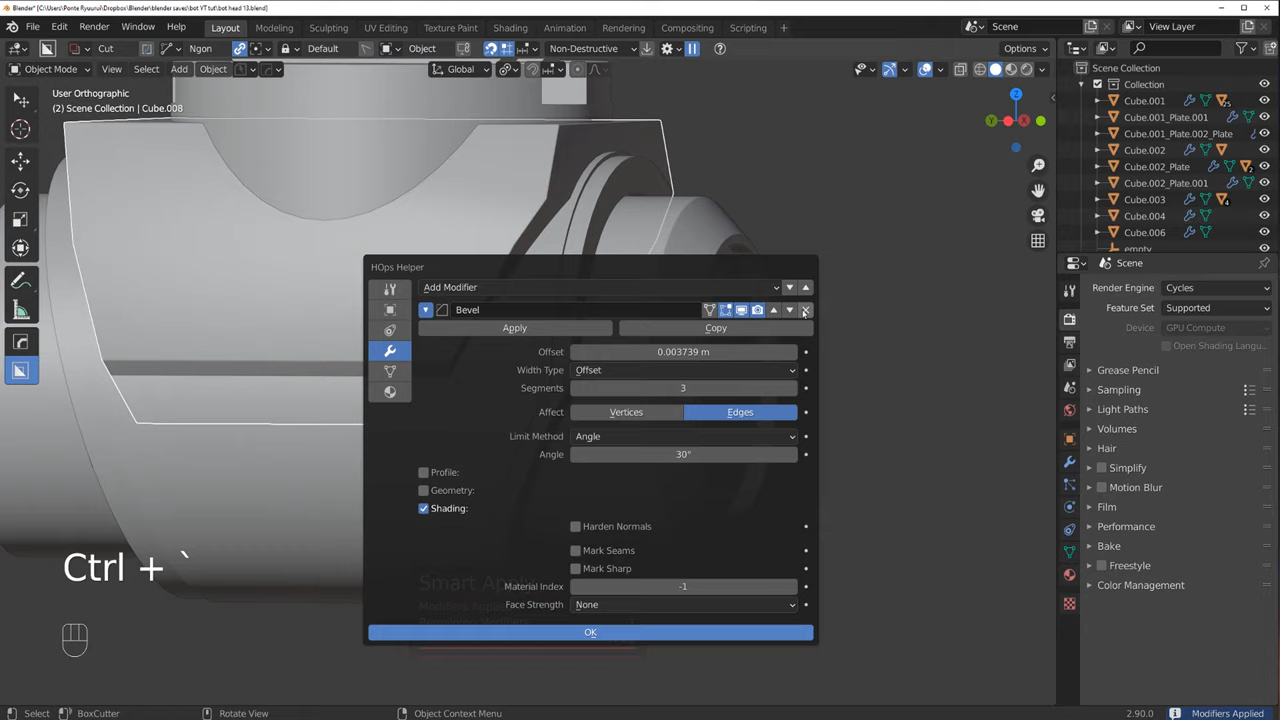 Blender* [C:\Users\Ponte Ryuurui\Dropbox\blender saves\bot YT tut\bot head 13.blend]
File Edit Render Window Help Layout Modeling Sculpting UV Editing Texture Paint Shading Animation Rendering Compositing Scripting + Scene View Layer
Cut Ngon Default Object Non-Destructive Options
Object Mode View Select Add Object Global
User Orthographic
(2) Scene Collection | Cube.008
Scene Collection
Collection
Cube.001 25
Cube.001_Plate.001
Cube.001_Plate.002_Plate
Cube.002
Cube.002_Plate 2
Cube.002_Plate.001
Cube.003 4
Cube.004
Cube.006
empty
Z
Y X
Scene
Render Engine Cycles
Feature Set Supported
Device GPU Compute
Open Shading Langu..
Grease Pencil
Sampling
Light Paths
Volumes
Hair
Simplify
Motion Blur
Film
Performance
Bake
Freestyle
Color Management
HOps Helper
Add Modifier
Bevel
Apply Copy
Offset 0.003739 m
Width Type Offset
Segments 3
Affect Vertices Edges
Limit Method Angle
Angle 30°
Profile:
Geometry:
Shading:
Harden Normals
Mark Seams
Mark Sharp
Material Index -1
Face Strength None
OK
Smart Apply
Ctrl + `
Select BoxCutter Rotate View Object Context Menu 2.90.0 Modifiers Applied